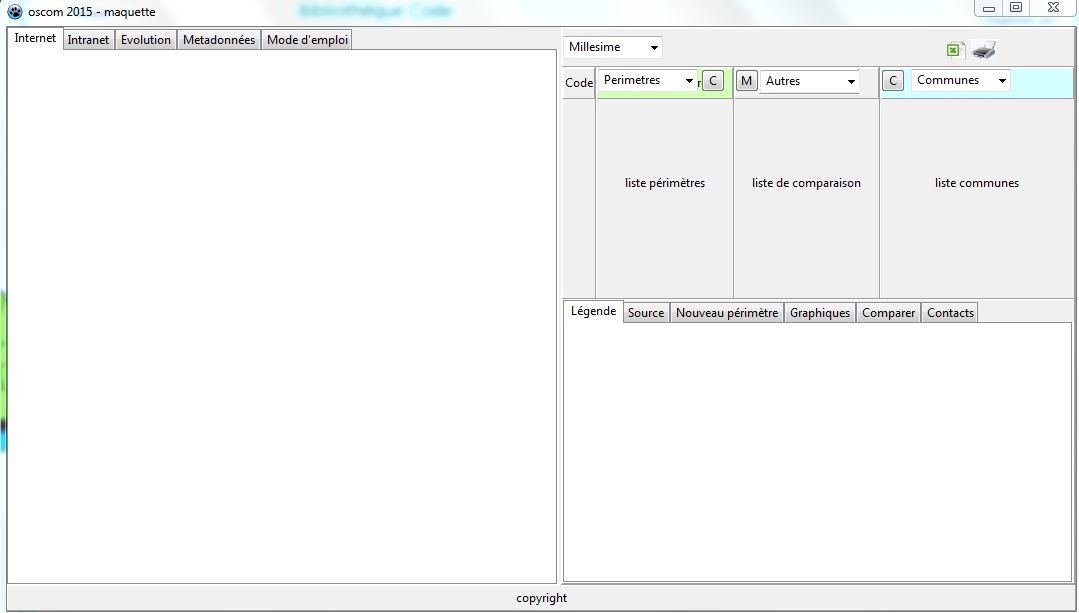 Bibliothèque Code
oscom 2015 - maquette
Internet Intranet Evolution Metadonnées Mode d'emploi
Millesime
Code Perimetres r C M Autres C Communes
liste périmètres liste de comparaison liste communes
Légende Source Nouveau périmètre Graphiques Comparer Contacts
copyright